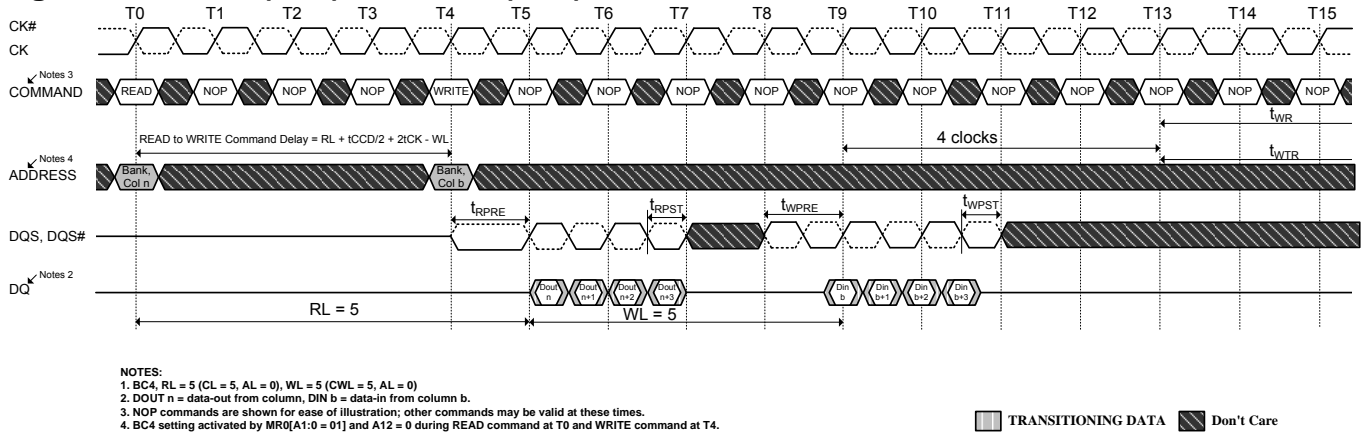 T0 T1 T2 T3 T4 T5 T6 T7 T8 T9 T10 T11 T12 T13 T14 T15
CK#
CK
Notes 3
COMMAND
READ NOP NOP NOP WRITE NOP NOP NOP NOP NOP NOP NOP NOP NOP NOP NOP
READ to WRITE Command Delay = RL + tCCD/2 + 2tCK - WL
4 clocks
tWR
tWTR
Notes 4
ADDRESS
Bank, Col n
Bank, Col b
tRPRE
tRPST
tWPRE
tWPST
DQS, DQS#
Notes 2
DQ
Dout n
Dout n+1
Dout n+2
Dout n+3
Din b
Din b+1
Din b+2
Din b+3
RL = 5
WL = 5
NOTES:
1. BC4, RL = 5 (CL = 5, AL = 0), WL = 5 (CWL = 5, AL = 0)
2. DOUT n = data-out from column, DIN b = data-in from column b.
3. NOP commands are shown for ease of illustration; other commands may be valid at these times.
4. BC4 setting activated by MR0[A1:0 = 01] and A12 = 0 during READ command at T0 and WRITE command at T4.
TRANSITIONING DATA
Don't Care